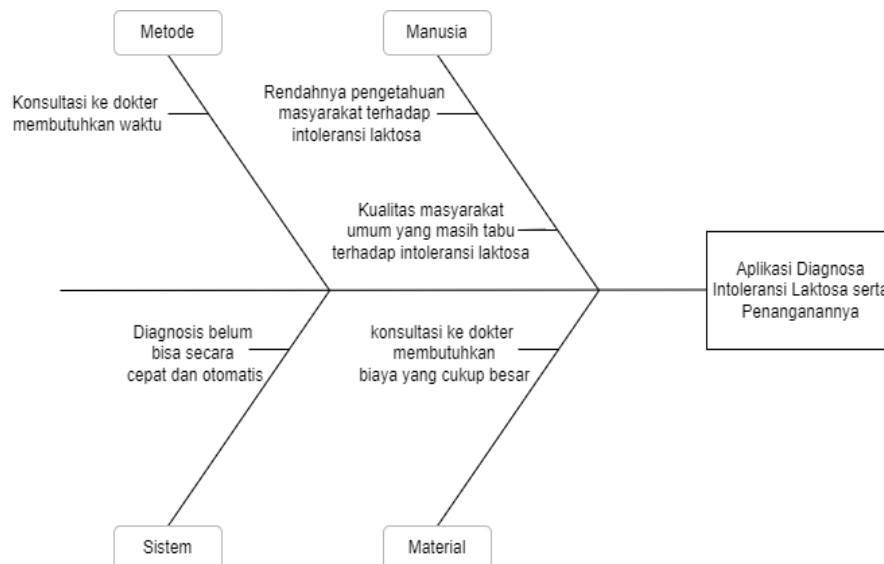 Metode
Manusia
Konsultasi ke dokter
membutuhkan waktu
Rendahnya pengetahuan
masyarakat terhadap
intoleransi laktosa
Kualitas masyarakat
umum yang masih tabu
terhadap intoleransi laktosa
Aplikasi Diagnosa
Intoleransi Laktosa serta
Penanganannya
Diagnosis belum
bisa secara
cepat dan otomatis
konsultasi ke dokter
membutuhkan
biaya yang cukup besar
Sistem
Material